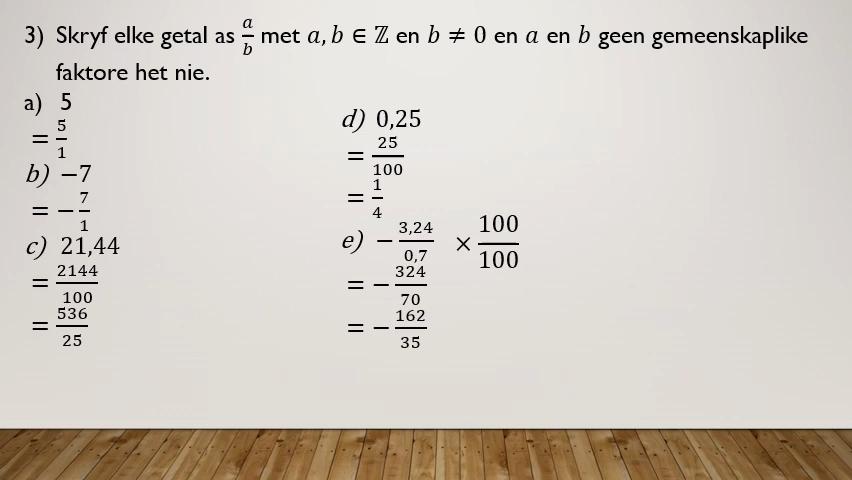 3) Skryf elke getal as a/b met a, b ∈ ℤ en b ≠ 0 en a en b geen gemeenskaplike
faktore het nie.
a) 5
= 5/1
b) −7
= −7/1
c) 21,44
= 2144/100
= 536/25
d) 0,25
= 25/100
= 1/4
e) −3,24/0,7 × 100/100
= −324/70
= −162/35